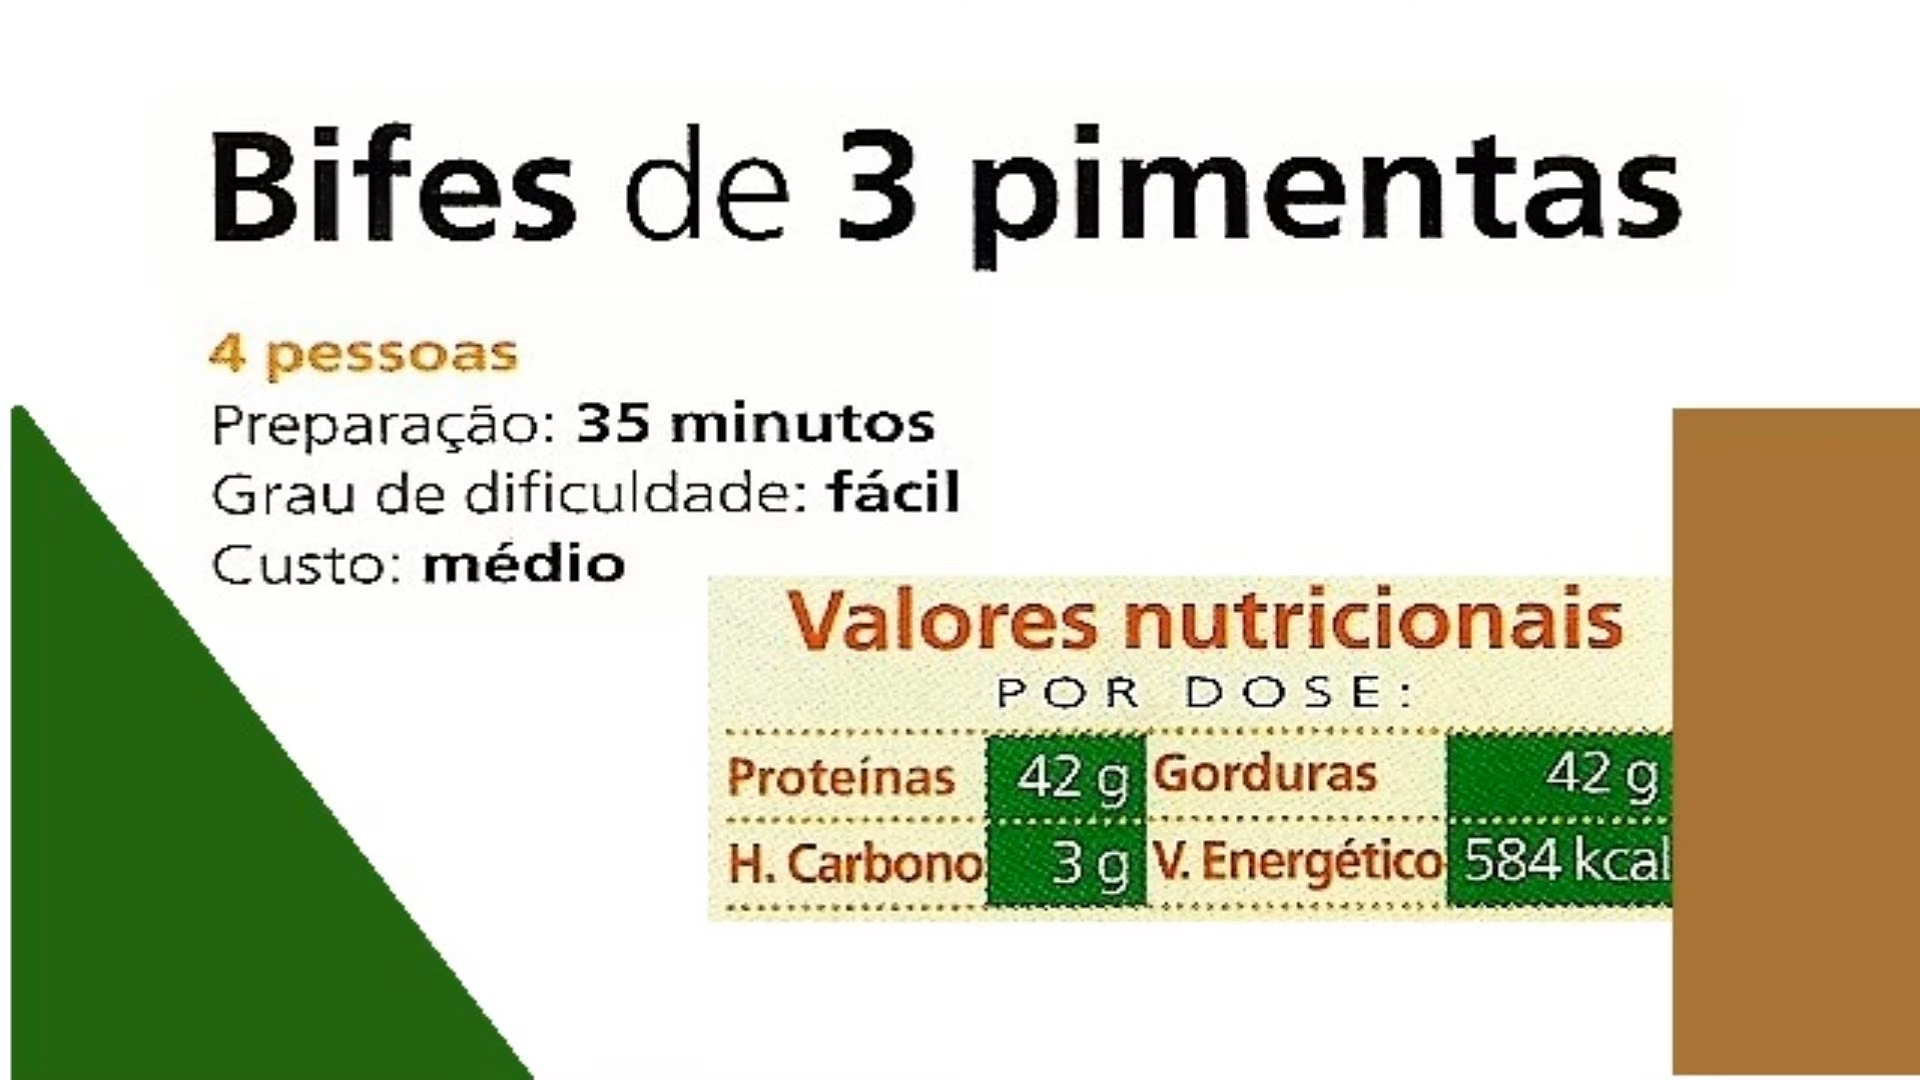 Bifes de 3 pimentas
4 pessoas
Preparação: 35 minutos
Grau de dificuldade: fácil
Custo: médio
Valores nutricionais
POR DOSE:
Proteínas 42 g Gorduras 42 g
H. Carbono 3 g V. Energético 584 kcal